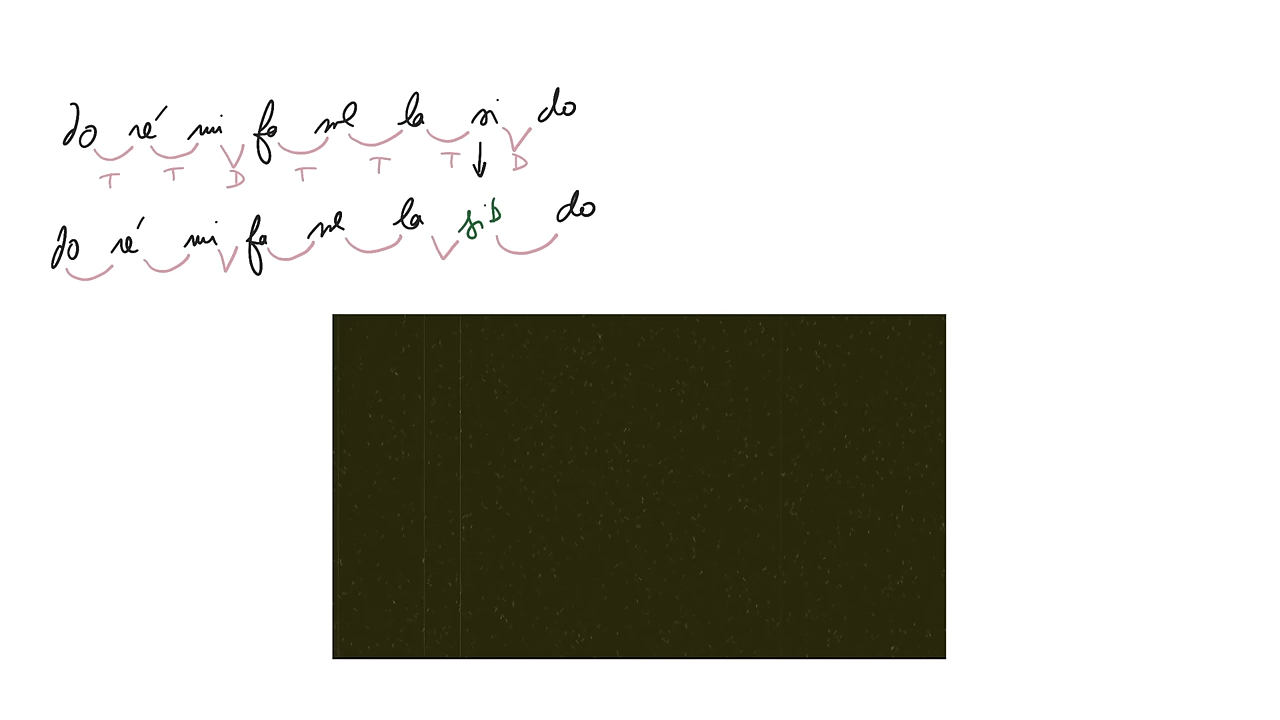 do ré mi fa sol la si do
T T D T T T D
do ré mi fa sol la si♭ do